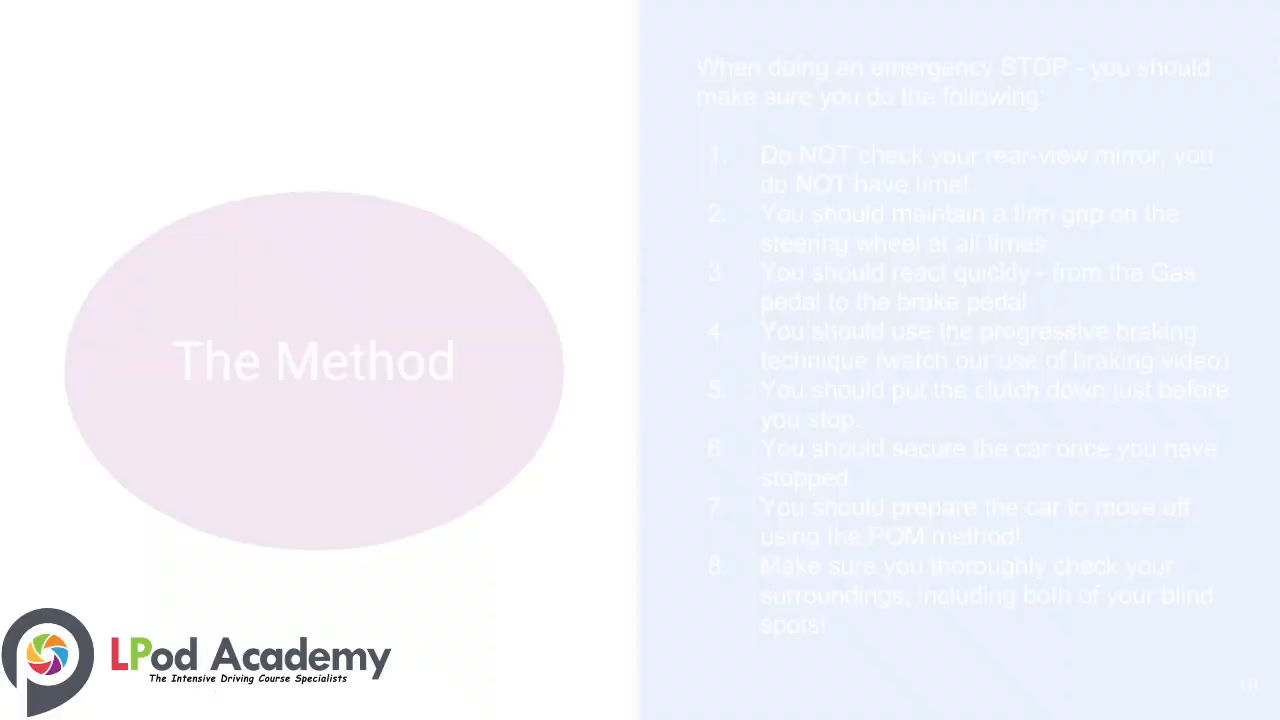 The Method
When doing an emergency STOP - you should
make sure you do the following:
1. Do NOT check your rear-view mirror, you
do NOT have time!
2. You should maintain a firm grip on the
steering wheel at all times
3. You should react quickly - from the Gas
pedal to the brake pedal
4. You should use the progressive braking
technique (watch our use of braking video)
5. You should put the clutch down just before
you stop.
6. You should secure the car once you have
stopped
7. You should prepare the car to move off
using the POM method!
8. Make sure you thoroughly check your
surroundings, including both of your blind
spots!
LPod Academy
The Intensive Driving Course Specialists